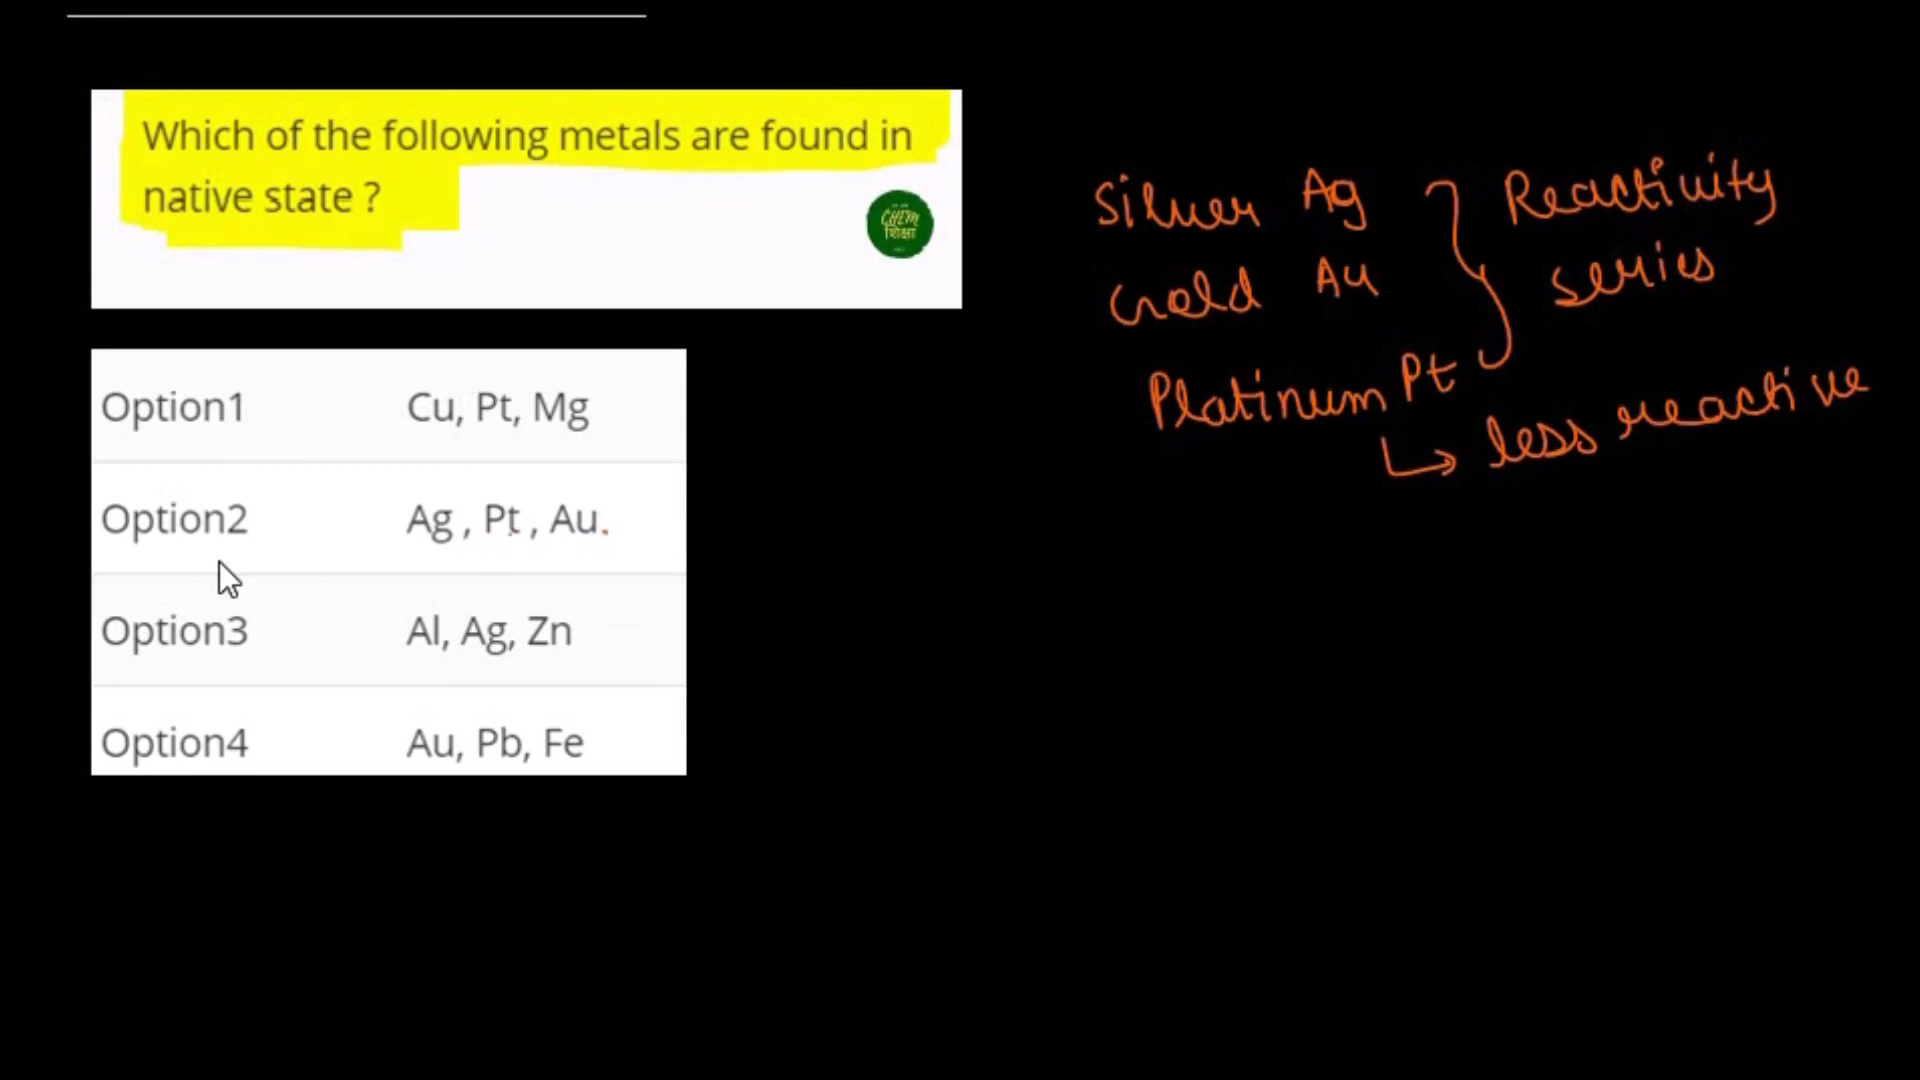 Which of the following metals are found in
native state ?
CHEM
शिक्षा
Option1 Cu, Pt, Mg
Option2 Ag , Pt , Au.
Option3 Al, Ag, Zn
Option4 Au, Pb, Fe
Silver Ag
Gold Au
Platinum Pt
Reactivity
series
less reactive